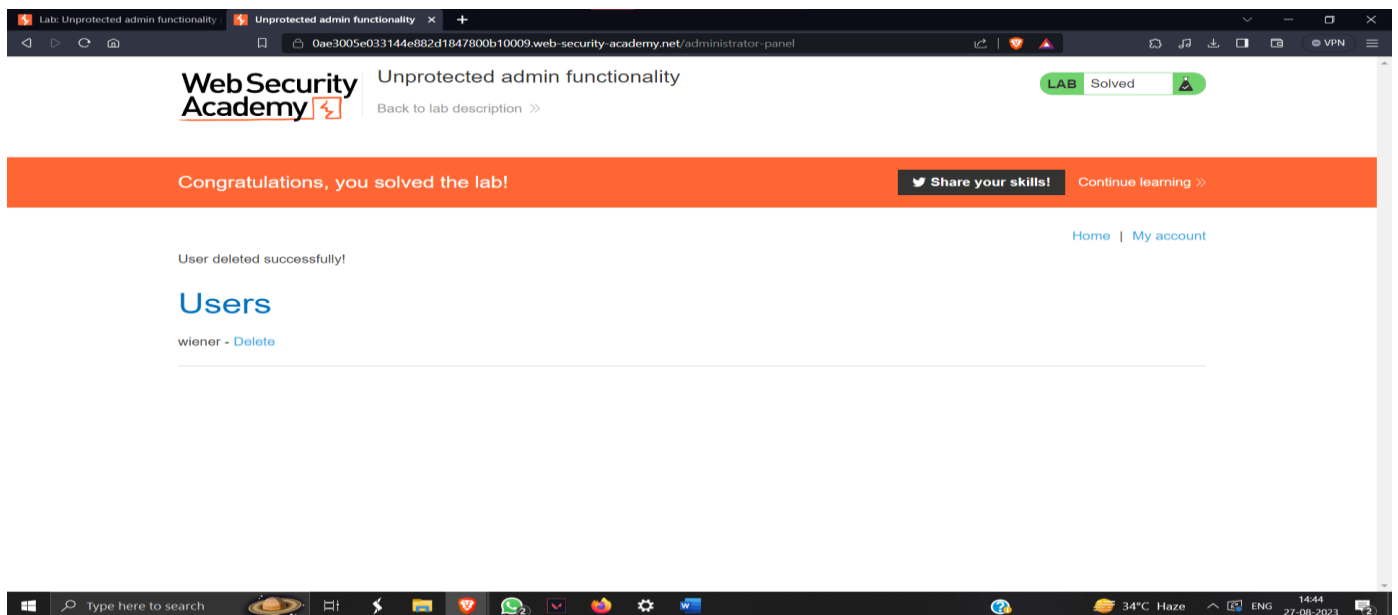 Lab: Unprotected admin functionality
Unprotected admin functionality
0ae3005e033144e882d1847800b10009.web-security-academy.net/administrator-panel
VPN
Web Security
Academy
Unprotected admin functionality
Back to lab description
LAB Solved
Congratulations, you solved the lab!
Share your skills!
Continue learning
Home | My account
User deleted successfully!
Users
wiener - Delete
Type here to search
2
34°C Haze
ENG
14:44
27-08-2023
2